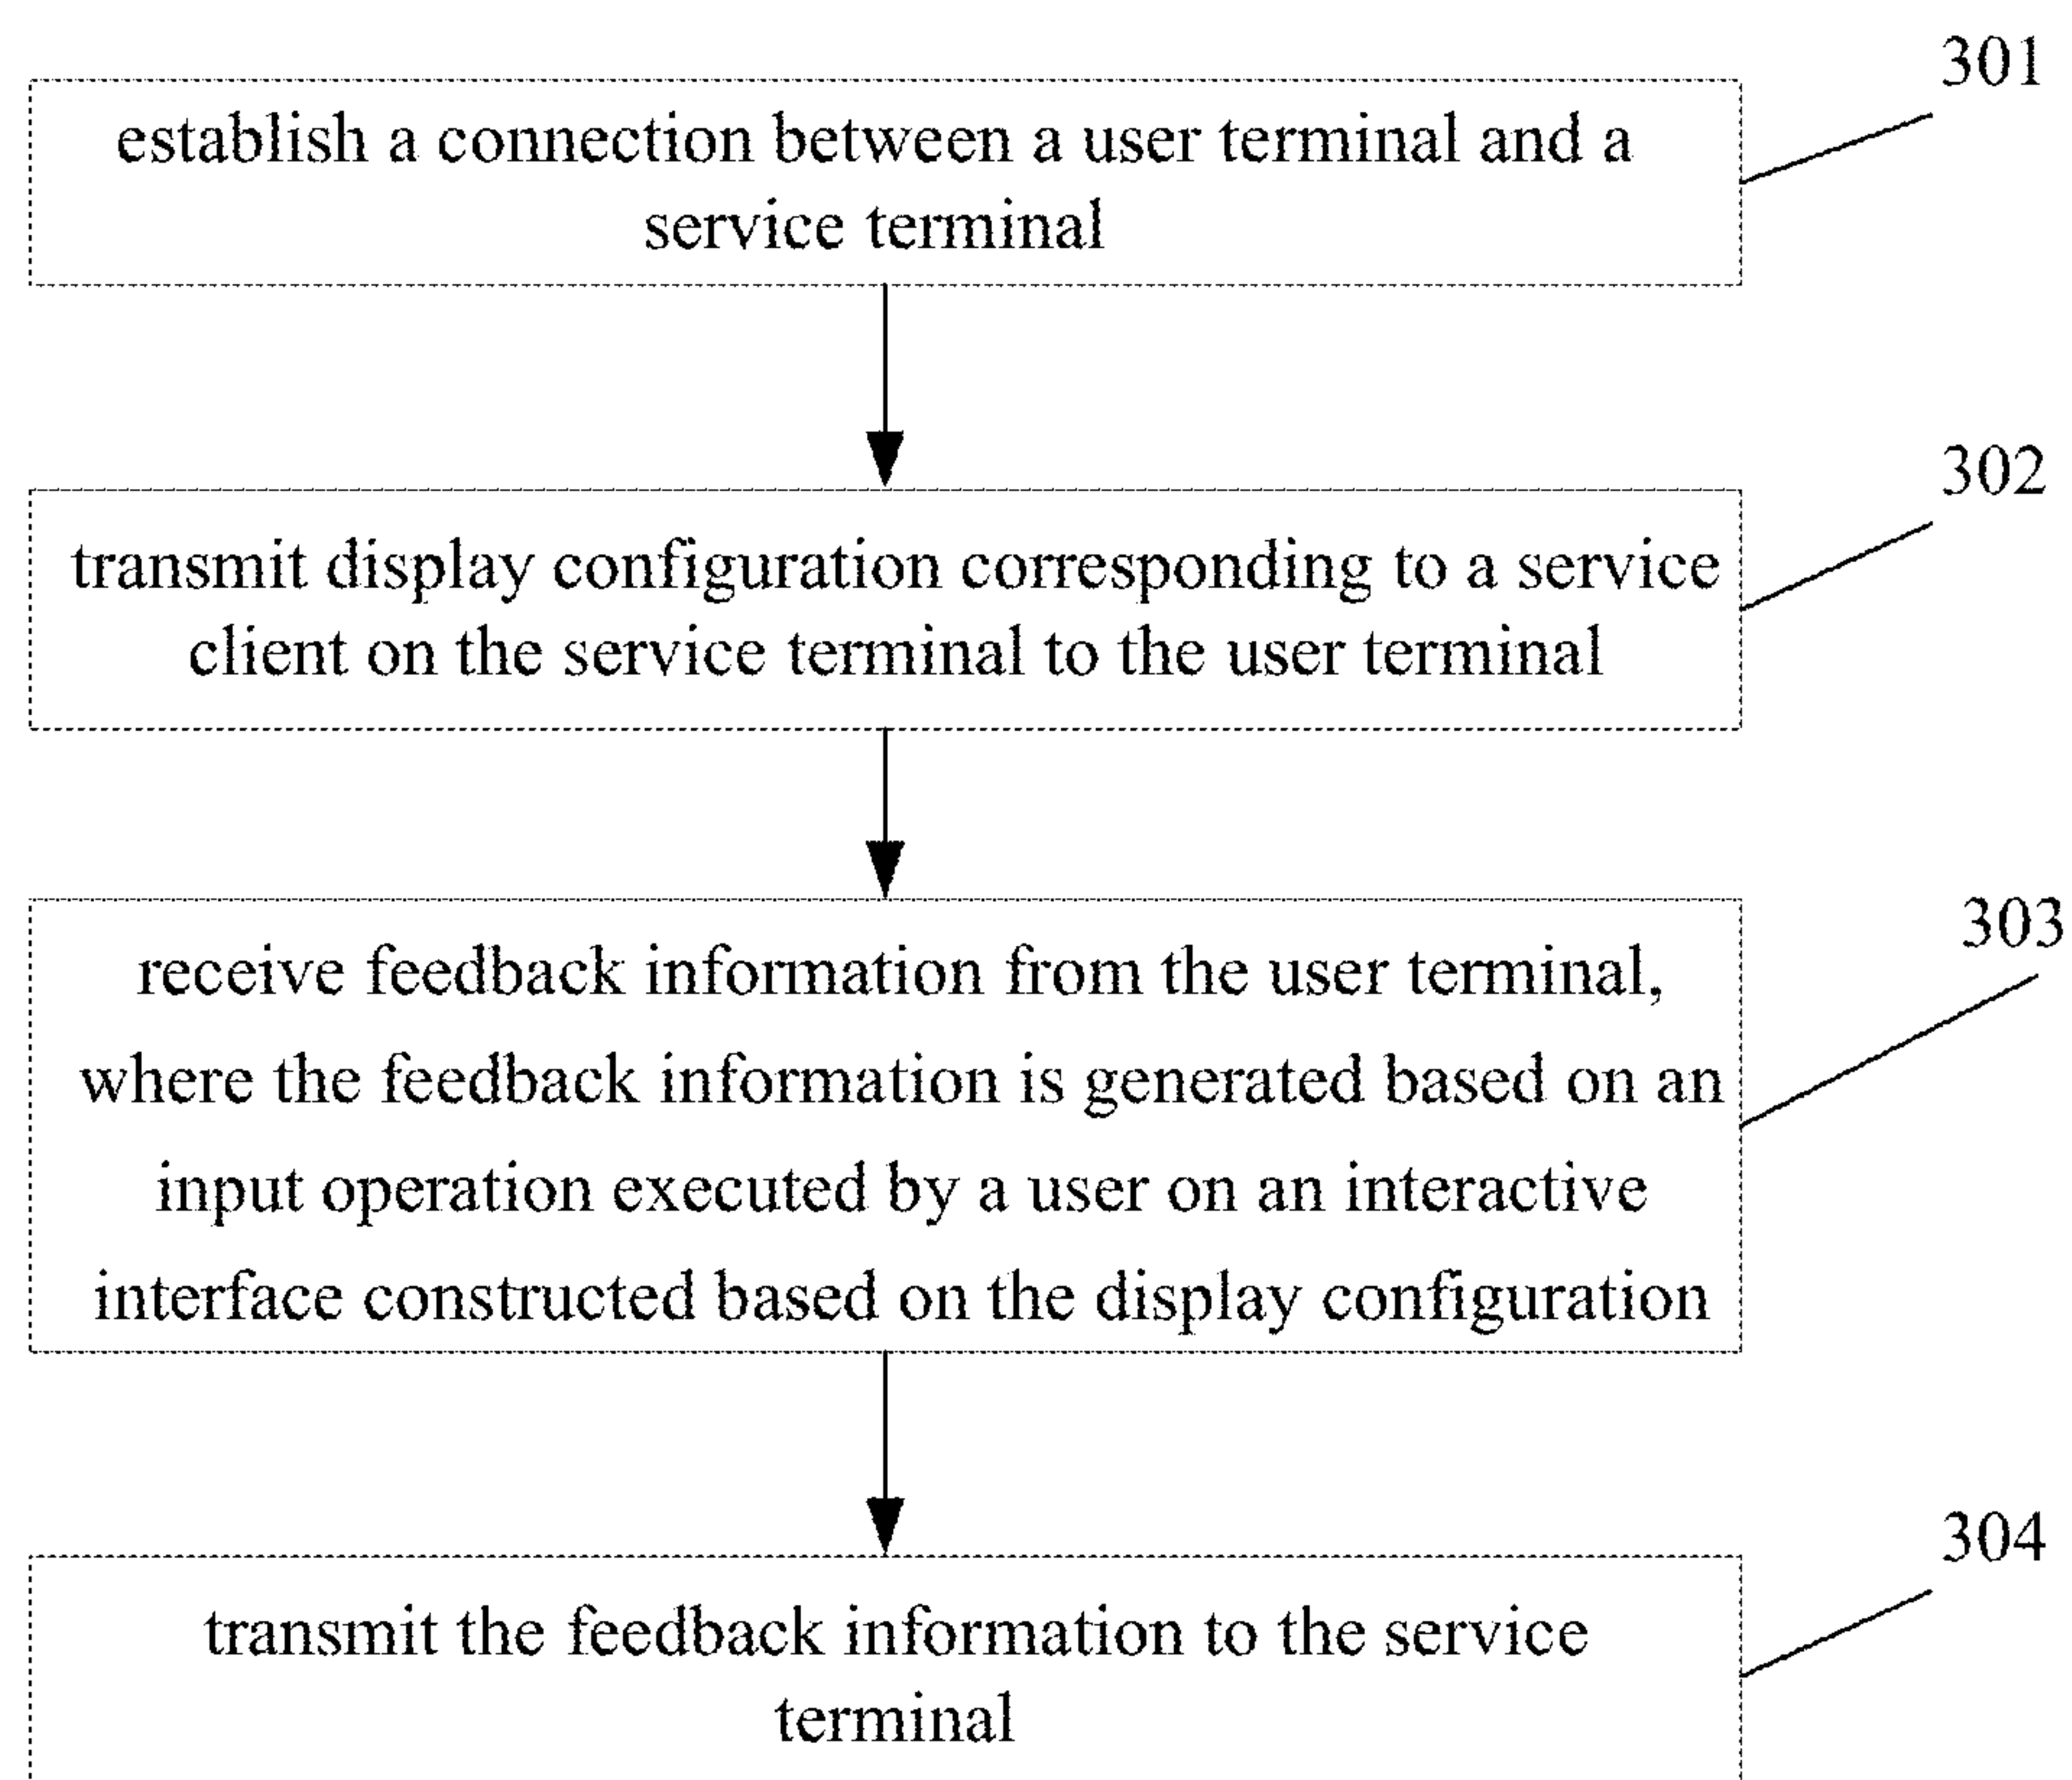 301
establish a connection between a user terminal and a
service terminal
302
transmit display configuration corresponding to a service
client on the service terminal to the user terminal
303
receive feedback information from the user terminal,
where the feedback information is generated based on an
input operation executed by a user on an interactive
interface constructed based on the display configuration
304
transmit the feedback information to the service
terminal